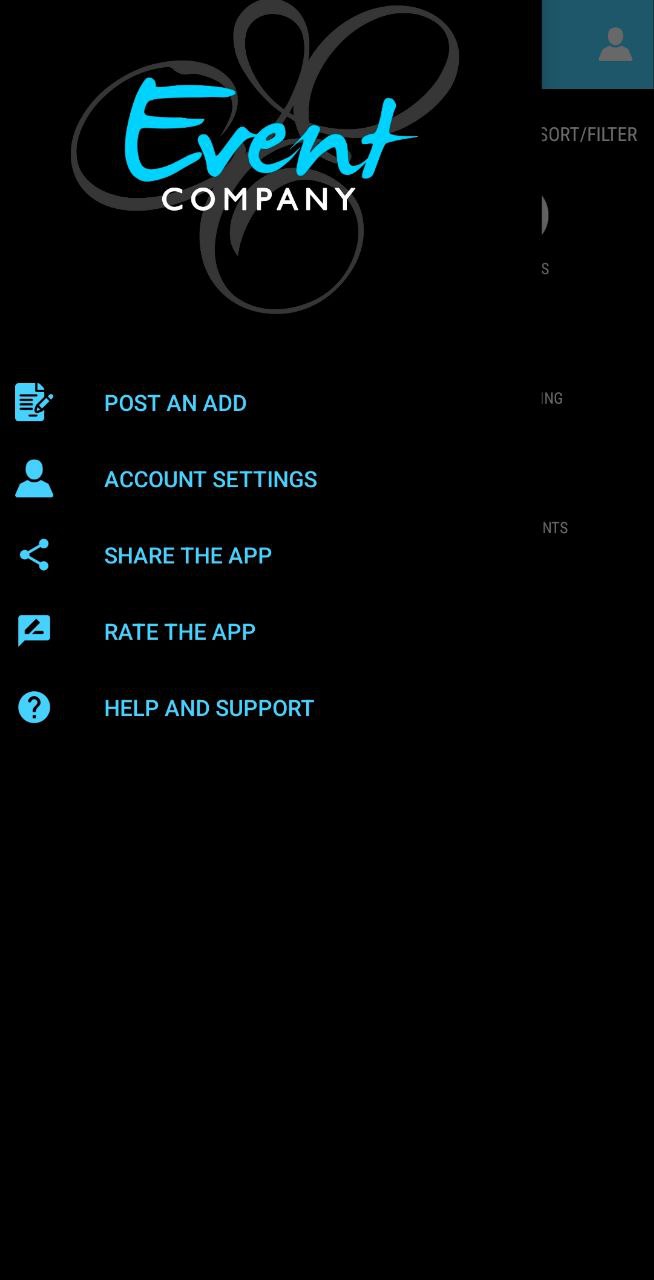 Event
COMPANY
SORT/FILTER
S
ING
POST AN ADD
ACCOUNT SETTINGS
NTS
SHARE THE APP
RATE THE APP
HELP AND SUPPORT